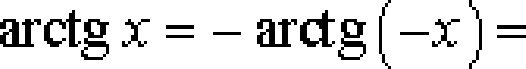 arctg x = − arctg (−x) =